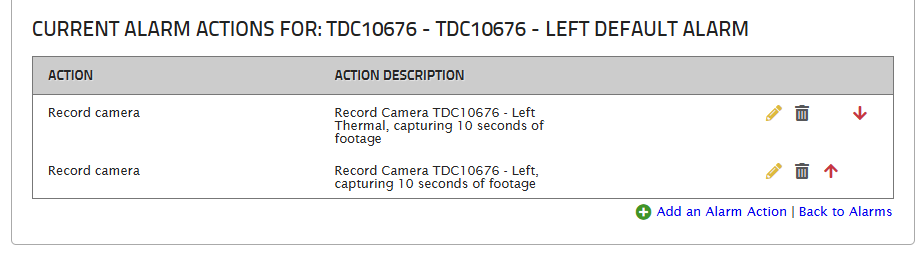 CURRENT ALARM ACTIONS FOR: TDC10676 - TDC10676 - LEFT DEFAULT ALARM
ACTION ACTION DESCRIPTION
Record camera Record Camera TDC10676 - Left
Thermal, capturing 10 seconds of
footage
Record camera Record Camera TDC10676 - Left,
capturing 10 seconds of footage
Add an Alarm Action | Back to Alarms